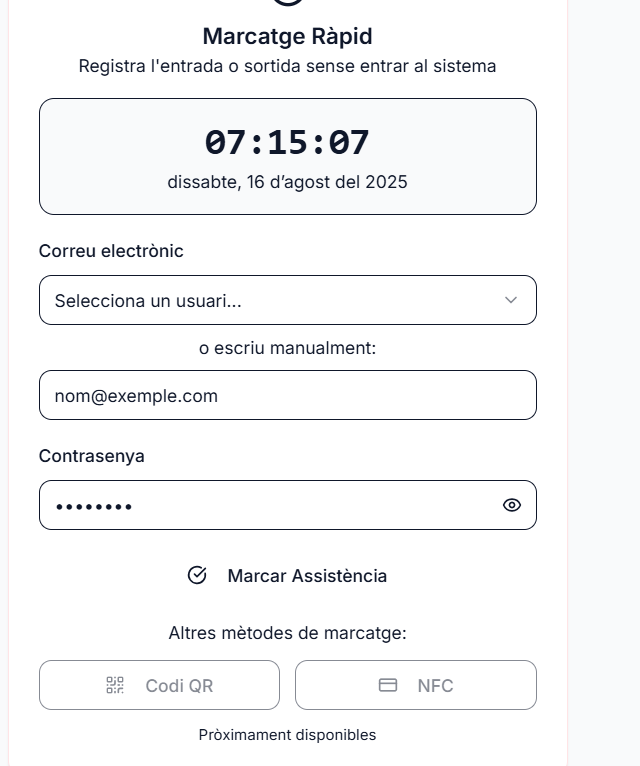 Marcatge Ràpid
Registra l'entrada o sortida sense entrar al sistema
07:15:07
dissabte, 16 d’agost del 2025
Correu electrònic
Selecciona un usuari...
o escriu manualment:
nom@exemple.com
Contrasenya
••••••••
Marcar Assistència
Altres mètodes de marcatge:
Codi QR
NFC
Pròximament disponibles